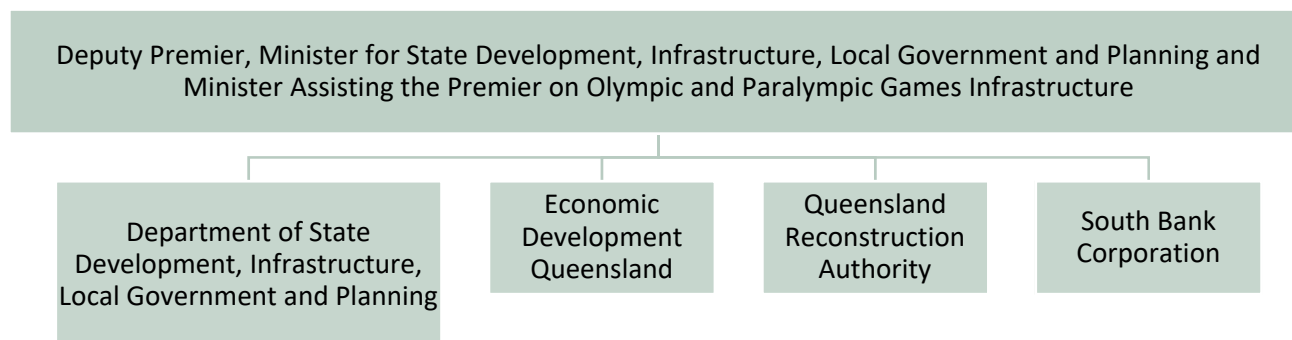 Deputy Premier, Minister for State Development, Infrastructure, Local Government and Planning and
Minister Assisting the Premier on Olympic and Paralympic Games Infrastructure
Department of State
Development, Infrastructure,
Local Government and Planning
Economic
Development
Queensland
Queensland
Reconstruction
Authority
South Bank
Corporation